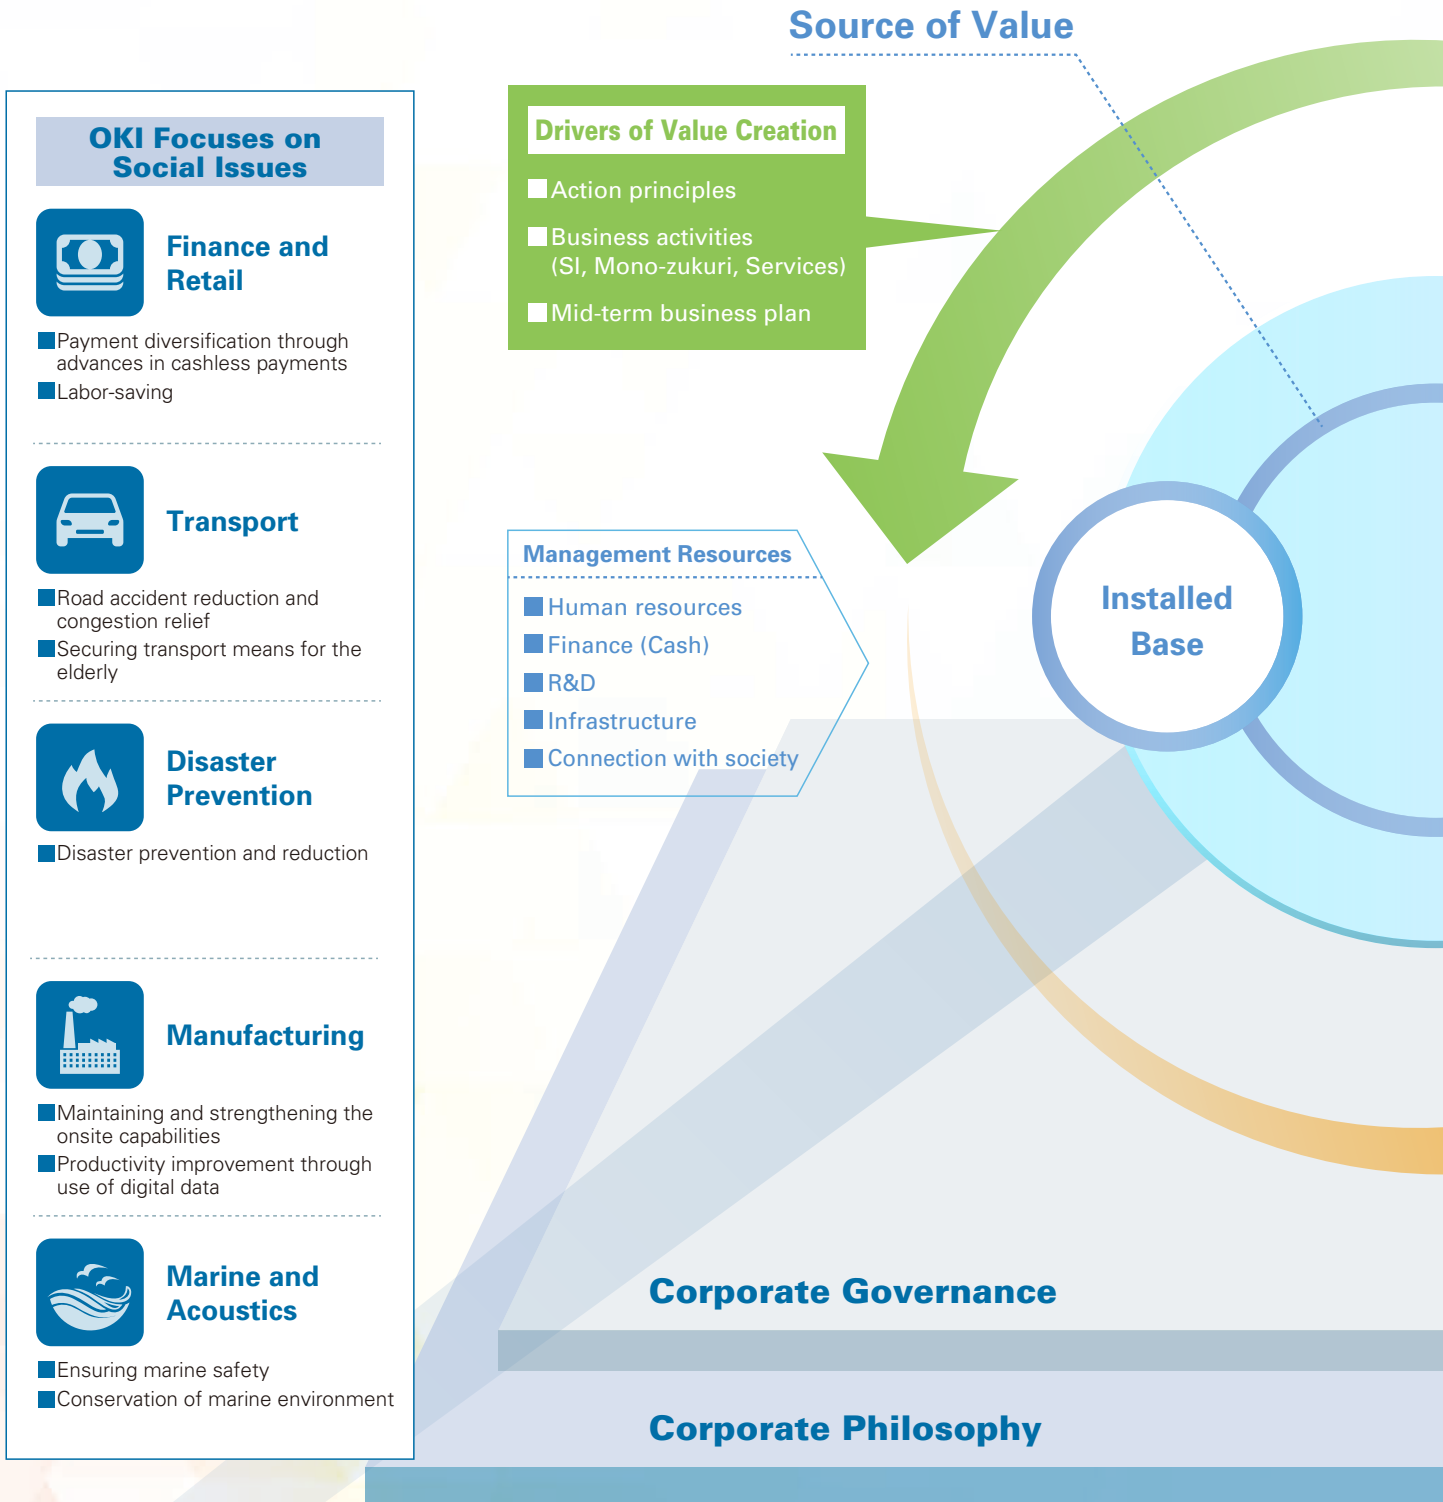 Source of Value
OKI Focuses on
Social Issues
Finance and
Retail
Payment diversification through
advances in cashless payments
Labor-saving
Transport
Road accident reduction and
congestion relief
Securing transport means for the
elderly
Disaster
Prevention
Disaster prevention and reduction
Manufacturing
Maintaining and strengthening the
onsite capabilities
Productivity improvement through
use of digital data
Marine and
Acoustics
Ensuring marine safety
Conservation of marine environment
Drivers of Value Creation
Action principles
Business activities
(SI, Mono-zukuri, Services)
Mid-term business plan
Management Resources
Human resources
Finance (Cash)
R&D
Infrastructure
Connection with society
Installed
Base
Corporate Governance
Corporate Philosophy